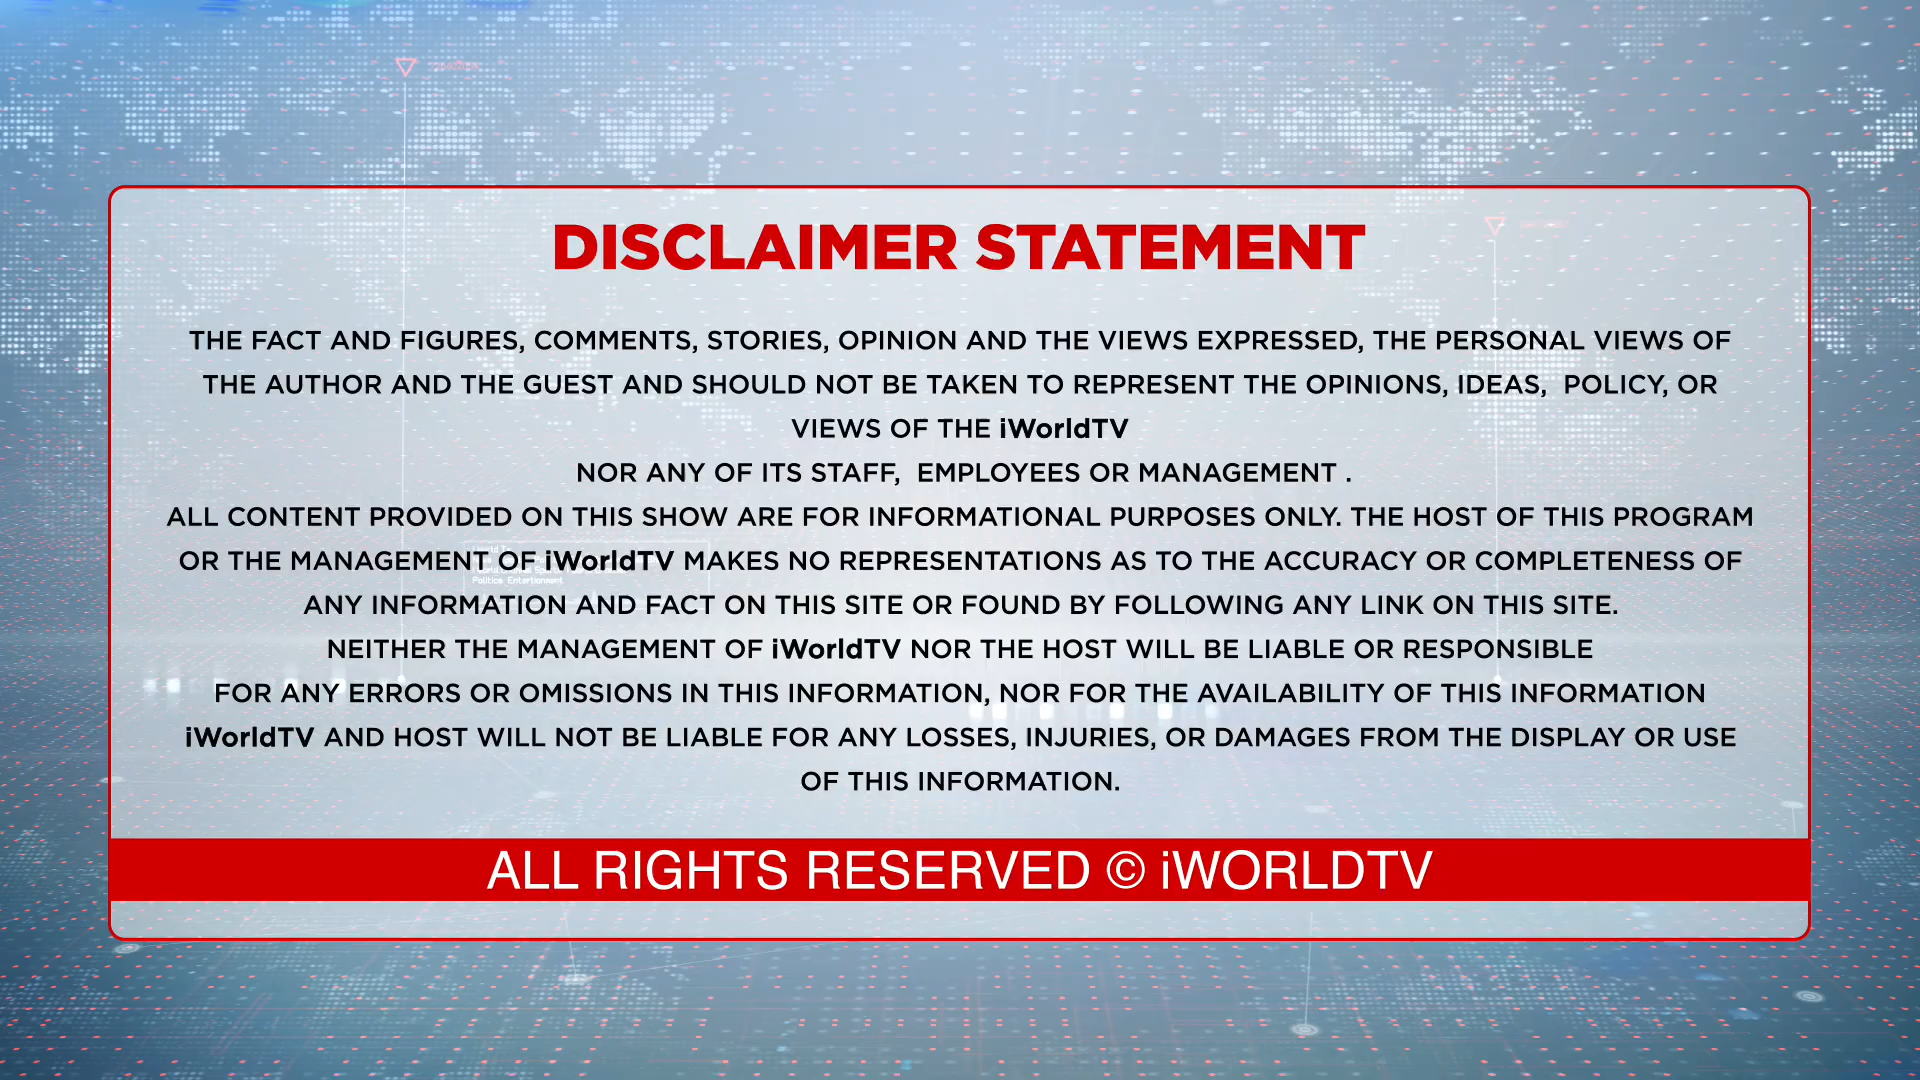 DISCLAIMER STATEMENT
THE FACT AND FIGURES, COMMENTS, STORIES, OPINION AND THE VIEWS EXPRESSED, THE PERSONAL VIEWS OF
THE AUTHOR AND THE GUEST AND SHOULD NOT BE TAKEN TO REPRESENT THE OPINIONS, IDEAS,  POLICY, OR
VIEWS OF THE iWorldTV
NOR ANY OF ITS STAFF,  EMPLOYEES OR MANAGEMENT .
ALL CONTENT PROVIDED ON THIS SHOW ARE FOR INFORMATIONAL PURPOSES ONLY. THE HOST OF THIS PROGRAM
OR THE MANAGEMENT OF iWorldTV MAKES NO REPRESENTATIONS AS TO THE ACCURACY OR COMPLETENESS OF
Politics Entertionment
ANY INFORMATION AND FACT ON THIS SITE OR FOUND BY FOLLOWING ANY LINK ON THIS SITE.
NEITHER THE MANAGEMENT OF iWorldTV NOR THE HOST WILL BE LIABLE OR RESPONSIBLE
FOR ANY ERRORS OR OMISSIONS IN THIS INFORMATION, NOR FOR THE AVAILABILITY OF THIS INFORMATION
iWorldTV AND HOST WILL NOT BE LIABLE FOR ANY LOSSES, INJURIES, OR DAMAGES FROM THE DISPLAY OR USE
OF THIS INFORMATION.
ALL RIGHTS RESERVED © iWORLDTV